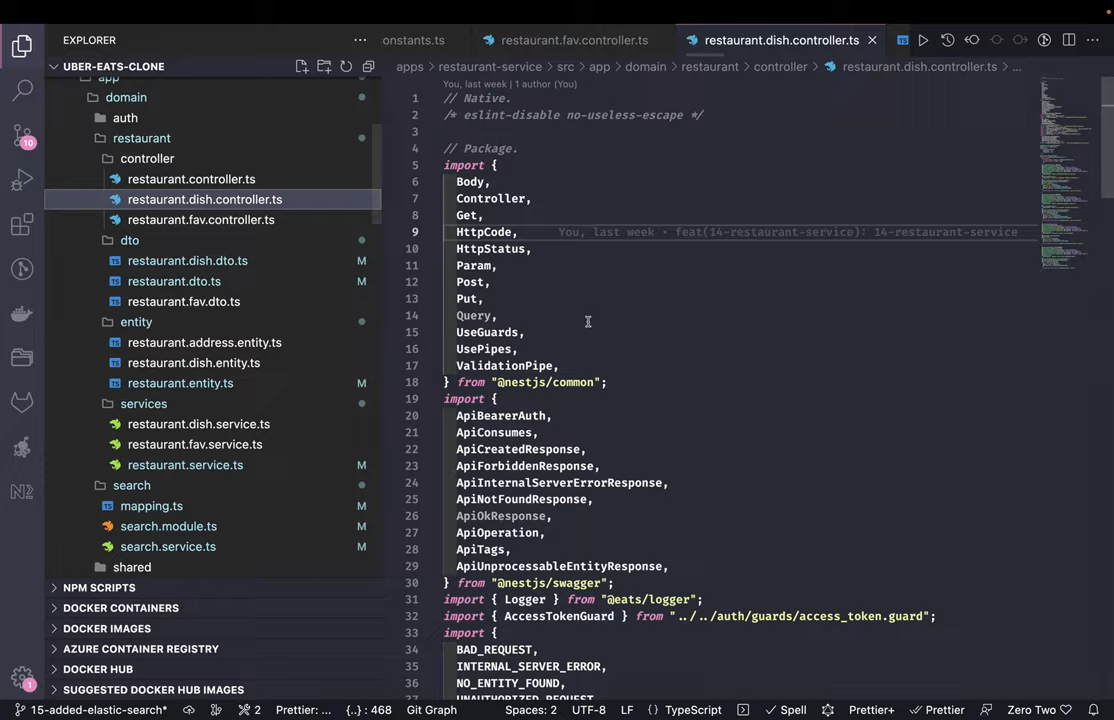 EXPLORER
UBER-EATS-CLONE
app
domain
auth
restaurant
controller
restaurant.controller.ts
restaurant.dish.controller.ts
restaurant.fav.controller.ts
dto
restaurant.dish.dto.ts M
restaurant.dto.ts M
restaurant.fav.dto.ts
entity
restaurant.address.entity.ts
restaurant.dish.entity.ts
restaurant.entity.ts M
services
restaurant.dish.service.ts
restaurant.fav.service.ts
restaurant.service.ts M
search
mapping.ts M
search.module.ts M
search.service.ts M
shared
NPM SCRIPTS
DOCKER CONTAINERS
DOCKER IMAGES
AZURE CONTAINER REGISTRY
DOCKER HUB
SUGGESTED DOCKER HUB IMAGES
10
1
onstants.ts restaurant.fav.controller.ts restaurant.dish.controller.ts
apps > restaurant-service > src > app > domain > restaurant > controller > restaurant.dish.controller.ts > ...
You, last week | 1 author (You)
1 // Native.
2 /* eslint-disable no-useless-escape */
3
4 // Package.
5 import {
6 Body,
7 Controller,
8 Get,
9 HttpCode, You, last week • feat(14-restaurant-service): 14-restaurant-service
10 HttpStatus,
11 Param,
12 Post,
13 Put,
14 Query,
15 UseGuards,
16 UsePipes,
17 ValidationPipe,
18 } from "@nestjs/common";
19 import {
20 ApiBearerAuth,
21 ApiConsumes,
22 ApiCreatedResponse,
23 ApiForbiddenResponse,
24 ApiInternalServerErrorResponse,
25 ApiNotFoundResponse,
26 ApiOkResponse,
27 ApiOperation,
28 ApiTags,
29 ApiUnprocessableEntityResponse,
30 } from "@nestjs/swagger";
31 import { Logger } from "@eats/logger";
32 import { AccessTokenGuard } from "../../auth/guards/access_token.guard";
33 import {
34 BAD_REQUEST,
35 INTERNAL_SERVER_ERROR,
36 NO_ENTITY_FOUND,
37 UNAUTHORIZED_REQUEST,
15-added-elastic-search* 2 Prettier: ... {..} : 468 Git Graph Spaces: 2 UTF-8 LF {} TypeScript Spell Prettier+ Prettier Zero Two